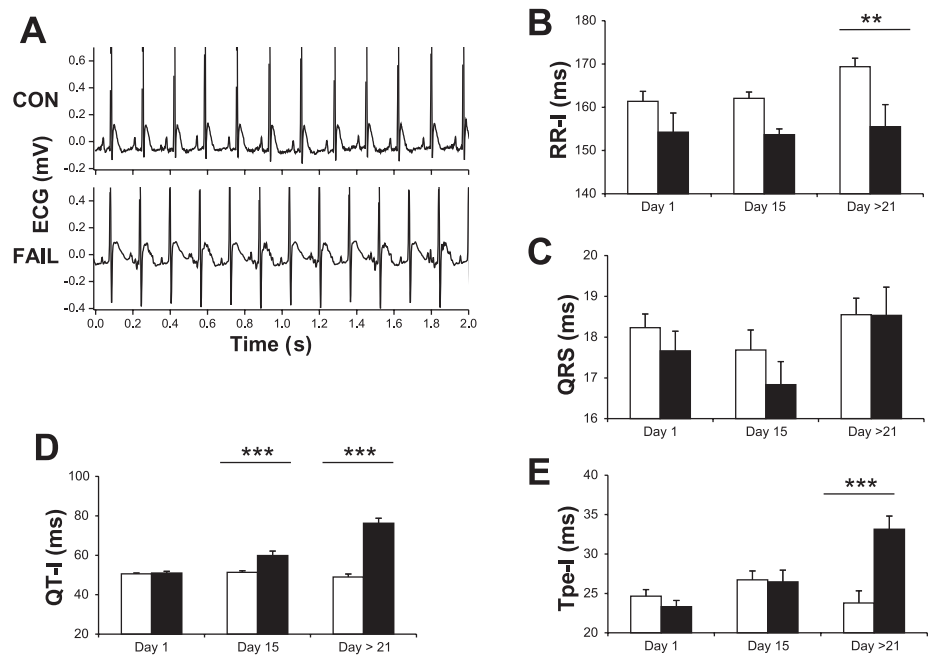 A
CON
FAIL
ECG (mV)
0.6
0.4
0.2
0.0
-0.2
0.4
0.2
0.0
-0.2
-0.4
0.0 0.2 0.4 0.6 0.8 1.0 1.2 1.4 1.6 1.8 2.0
Time (s)
B
**
RR-I (ms)
180
170
160
150
140
Day 1 Day 15 Day >21
C
QRS (ms)
20
19
18
17
16
Day 1 Day 15 Day >21
D
*** ***
QT-I (ms)
100
80
60
40
20
Day 1 Day 15 Day > 21
E
***
Tpe-I (ms)
40
35
30
25
20
Day 1 Day 15 Day >21